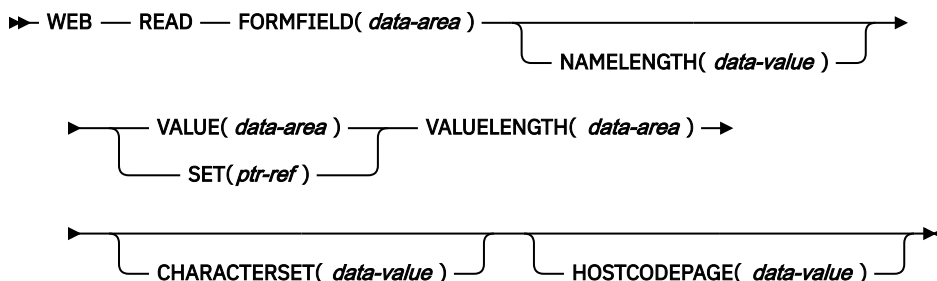 WEB READ FORMFIELD( data-area )
NAMELENGTH( data-value )
VALUE( data-area ) VALUELENGTH( data-area )
SET(ptr-ref )
CHARACTERSET( data-value ) HOSTCODEPAGE( data-value )